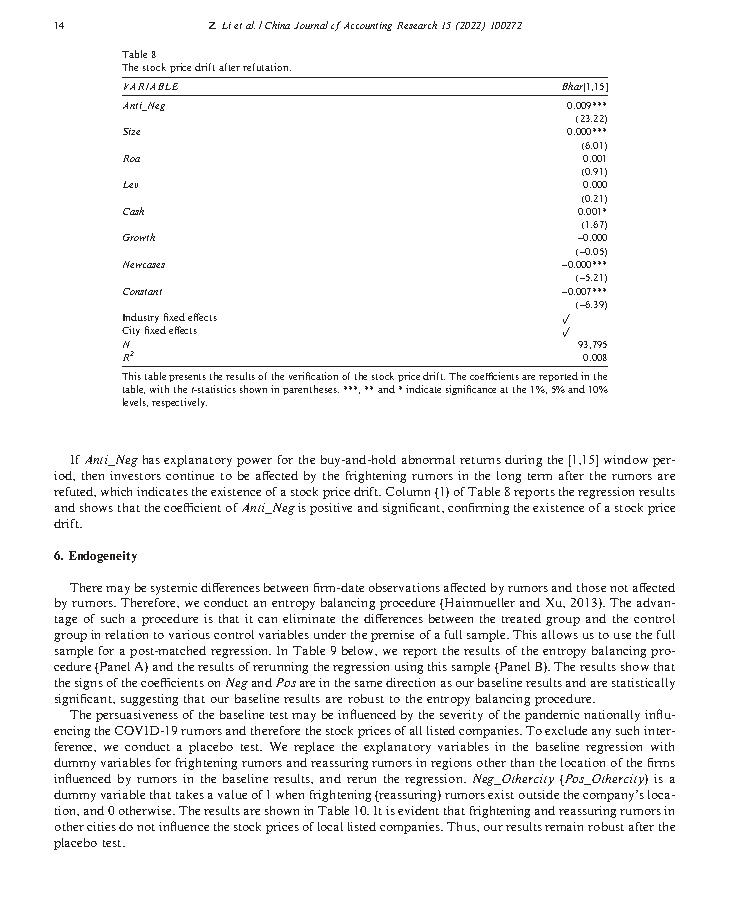 14
Z. Li et al. / China Journal of Accounting Research 15 (2022) 100272
Table 8
The stock price drift after refutation.
VARIABLE Bhar[1,15]
Anti_Neg 0.009***
(23.22)
Size 0.000***
(6.01)
Roa 0.001
(0.91)
Lev 0.000
(0.21)
Cash 0.001*
(1.67)
Growth −0.000
(−0.05)
Newcases −0.000***
(−5.21)
Constant −0.007***
(−6.39)
Industry fixed effects √
City fixed effects √
N 93,795
R² 0.008
This table presents the results of the verification of the stock price drift. The coefficients are reported in the
table, with the t-statistics shown in parentheses. ***, ** and * indicate significance at the 1%, 5% and 10%
levels, respectively.
If Anti_Neg has explanatory power for the buy-and-hold abnormal returns during the [1,15] window per-
iod, then investors continue to be affected by the frightening rumors in the long term after the rumors are
refuted, which indicates the existence of a stock price drift. Column (1) of Table 8 reports the regression results
and shows that the coefficient of Anti_Neg is positive and significant, confirming the existence of a stock price
drift.
6. Endogeneity
There may be systemic differences between firm-date observations affected by rumors and those not affected
by rumors. Therefore, we conduct an entropy balancing procedure (Hainmueller and Xu, 2013). The advan-
tage of such a procedure is that it can eliminate the differences between the treated group and the control
group in relation to various control variables under the premise of a full sample. This allows us to use the full
sample for a post-matched regression. In Table 9 below, we report the results of the entropy balancing pro-
cedure (Panel A) and the results of rerunning the regression using this sample (Panel B). The results show that
the signs of the coefficients on Neg and Pos are in the same direction as our baseline results and are statistically
significant, suggesting that our baseline results are robust to the entropy balancing procedure.
The persuasiveness of the baseline test may be influenced by the severity of the pandemic nationally influ-
encing the COVID-19 rumors and therefore the stock prices of all listed companies. To exclude any such inter-
ference, we conduct a placebo test. We replace the explanatory variables in the baseline regression with
dummy variables for frightening rumors and reassuring rumors in regions other than the location of the firms
influenced by rumors in the baseline results, and rerun the regression. Neg_Othercity (Pos_Othercity) is a
dummy variable that takes a value of 1 when frightening (reassuring) rumors exist outside the company's loca-
tion, and 0 otherwise. The results are shown in Table 10. It is evident that frightening and reassuring rumors in
other cities do not influence the stock prices of local listed companies. Thus, our results remain robust after the
placebo test.